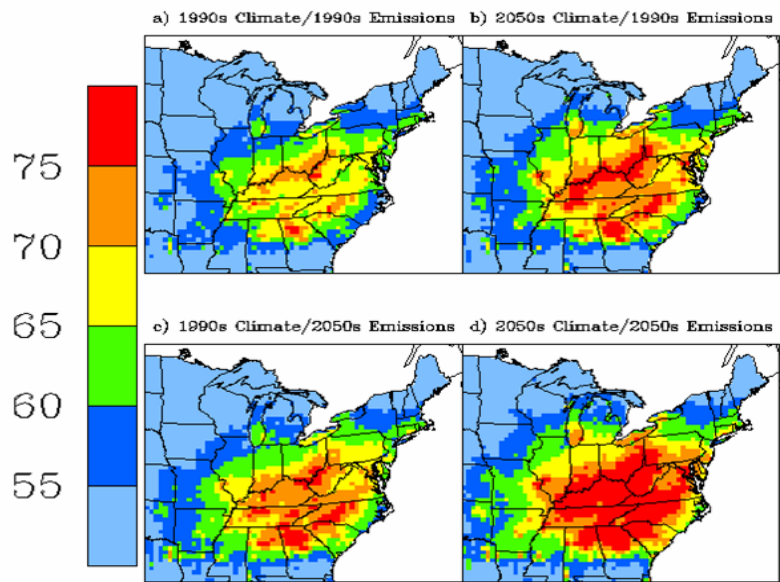 a) 1990s Climate/1990s Emissions
b) 2050s Climate/1990s Emissions
75
70
65
60
55
c) 1990s Climate/2050s Emissions
d) 2050s Climate/2050s Emissions